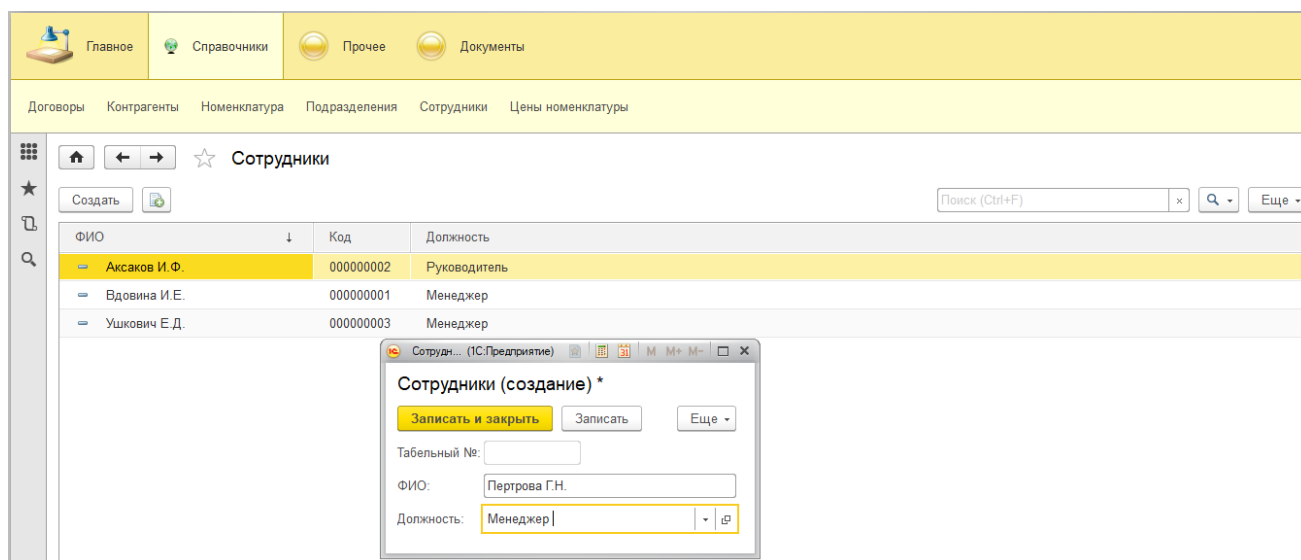 Главное Справочники Прочее Документы
Договоры Контрагенты Номенклатура Подразделения Сотрудники Цены номенклатуры
Сотрудники
Создать Поиск (Ctrl+F) × Еще
ФИО ↓ Код Должность
Аксаков И.Ф. 000000002 Руководитель
Вдовина И.Е. 000000001 Менеджер
Ушкович Е.Д. 000000003 Менеджер
1С Сотрудн... (1С:Предприятие) 31 M M+ M-
Сотрудники (создание) *
Записать и закрыть Записать Еще
Табельный №:
ФИО: Пертрова Г.Н.
Должность: Менеджер